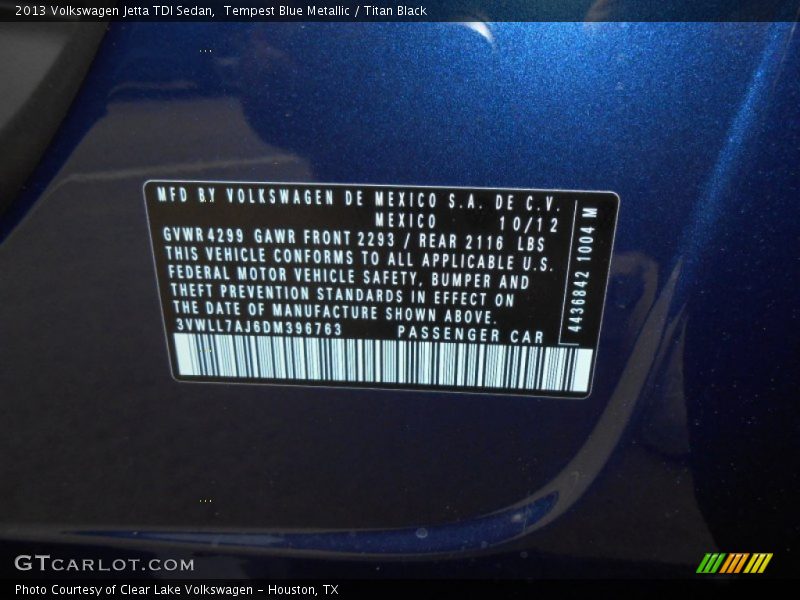 2013 Volkswagen Jetta TDI Sedan,  Tempest Blue Metallic / Titan Black
MFD BY VOLKSWAGEN DE MEXICO S.A. DE C.V.
MEXICO 10/12
GVWR 4299 GAWR FRONT 2293 / REAR 2116 LBS
THIS VEHICLE CONFORMS TO ALL APPLICABLE U.S.
FEDERAL MOTOR VEHICLE SAFETY, BUMPER AND
THEFT PREVENTION STANDARDS IN EFFECT ON
THE DATE OF MANUFACTURE SHOWN ABOVE.
3VWLL7AJ6DM396763 PASSENGER CAR
4436842 1004 M
GTCARLOT.COM
Photo Courtesy of Clear Lake Volkswagen - Houston, TX